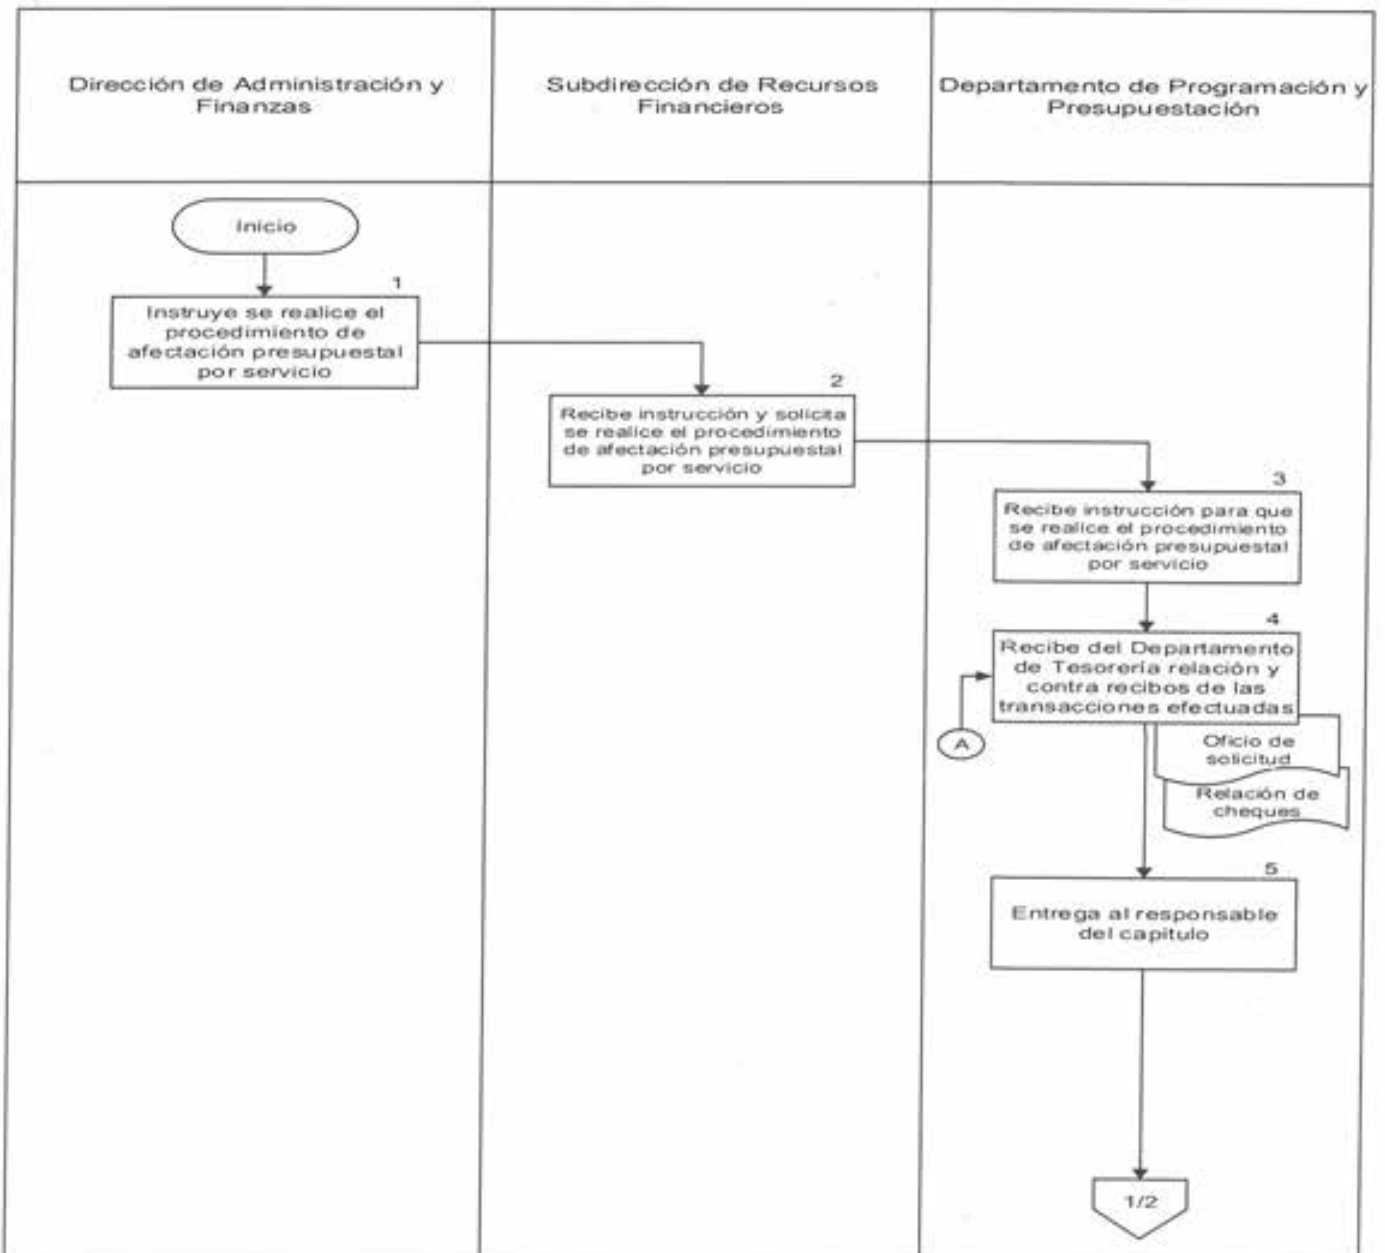 Dirección de Administración y
Finanzas
Subdirección de Recursos
Financieros
Departamento de Programación y
Presupuestación
Inicio
1
Instruye se realice el
procedimiento de
afectación presupuestal
por servicio
2
Recibe instrucción y solicita
se realice el procedimiento
de afectación presupuestal
por servicio
3
Recibe instrucción para que
se realice el procedimiento
de afectación presupuestal
por servicio
4
Recibe del Departamento
de Tesorería relación y
contra recibos de las
transacciones efectuadas
A
Oficio de
solicitud
Relación de
cheques
5
Entrega al responsable
del capitulo
1/2